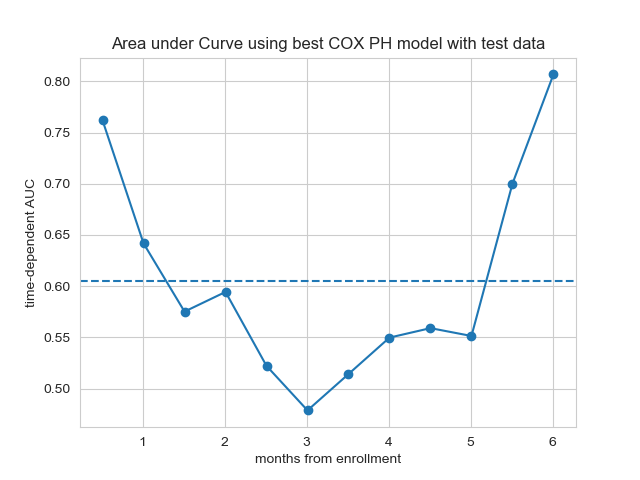 Area under Curve using best COX PH model with test data
time-dependent AUC
0.80
0.75
0.70
0.65
0.60
0.55
0.50
1 2 3 4 5 6
months from enrollment